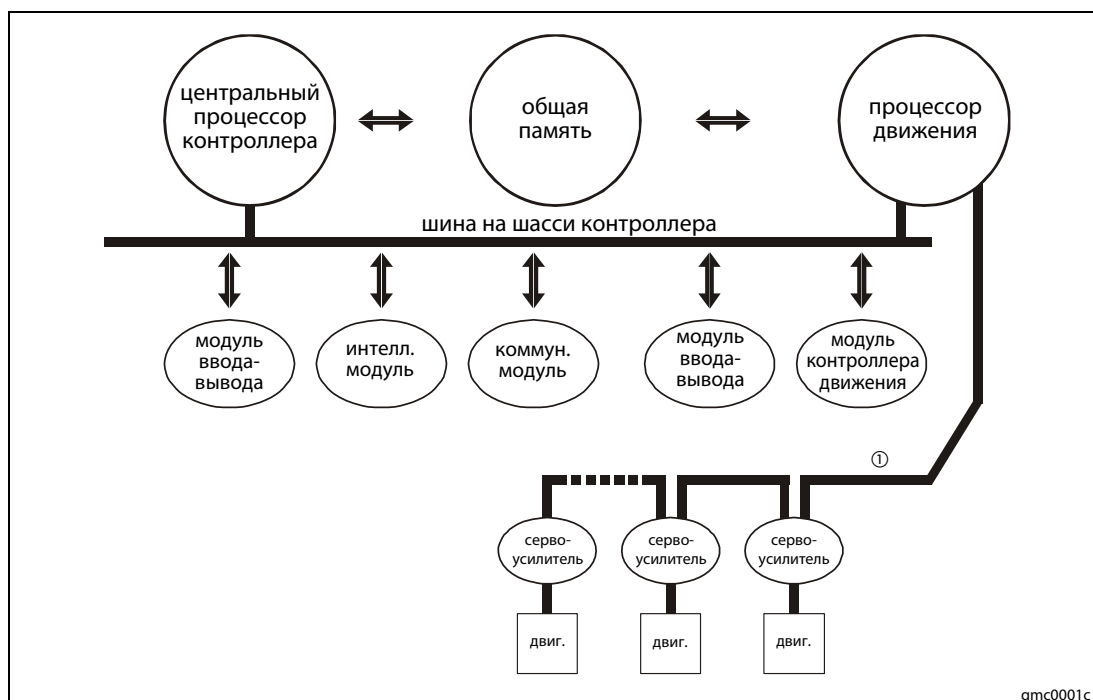 центральный
процессор
контроллера
общая
память
процессор
движения
шина на шасси контроллера
модуль
ввода-
вывода
интелл.
модуль
коммун.
модуль
модуль
ввода-
вывода
модуль
контроллера
движения
①
серво-
усилитель
серво-
усилитель
серво-
усилитель
двиг.
двиг.
двиг.
qmc0001c